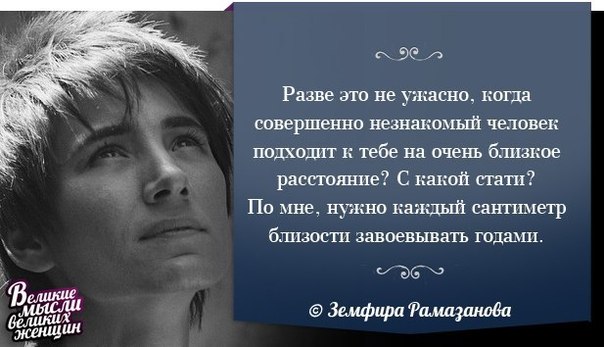 Разве это не ужасно, когда
совершенно незнакомый человек
подходит к тебе на очень близкое
расстояние? С какой стати?
По мне, нужно каждый сантиметр
близости завоевывать годами.
© Земфира Рамазанова
Великие
мысли
великих
женщин